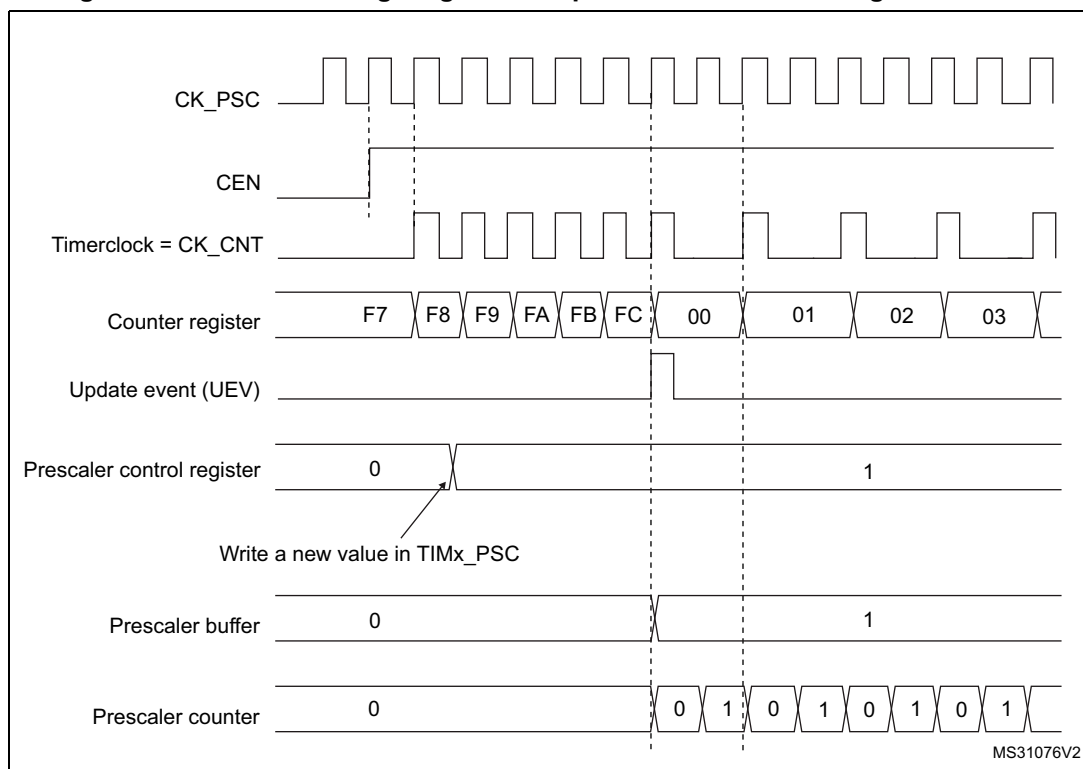 CK_PSC
CEN
Timerclock = CK_CNT
Counter register F7 F8 F9 FA FB FC 00 01 02 03
Update event (UEV)
Prescaler control register 0 1
Write a new value in TIMx_PSC
Prescaler buffer 0 1
Prescaler counter 0 0 1 0 1 0 1 0 1
MS31076V2